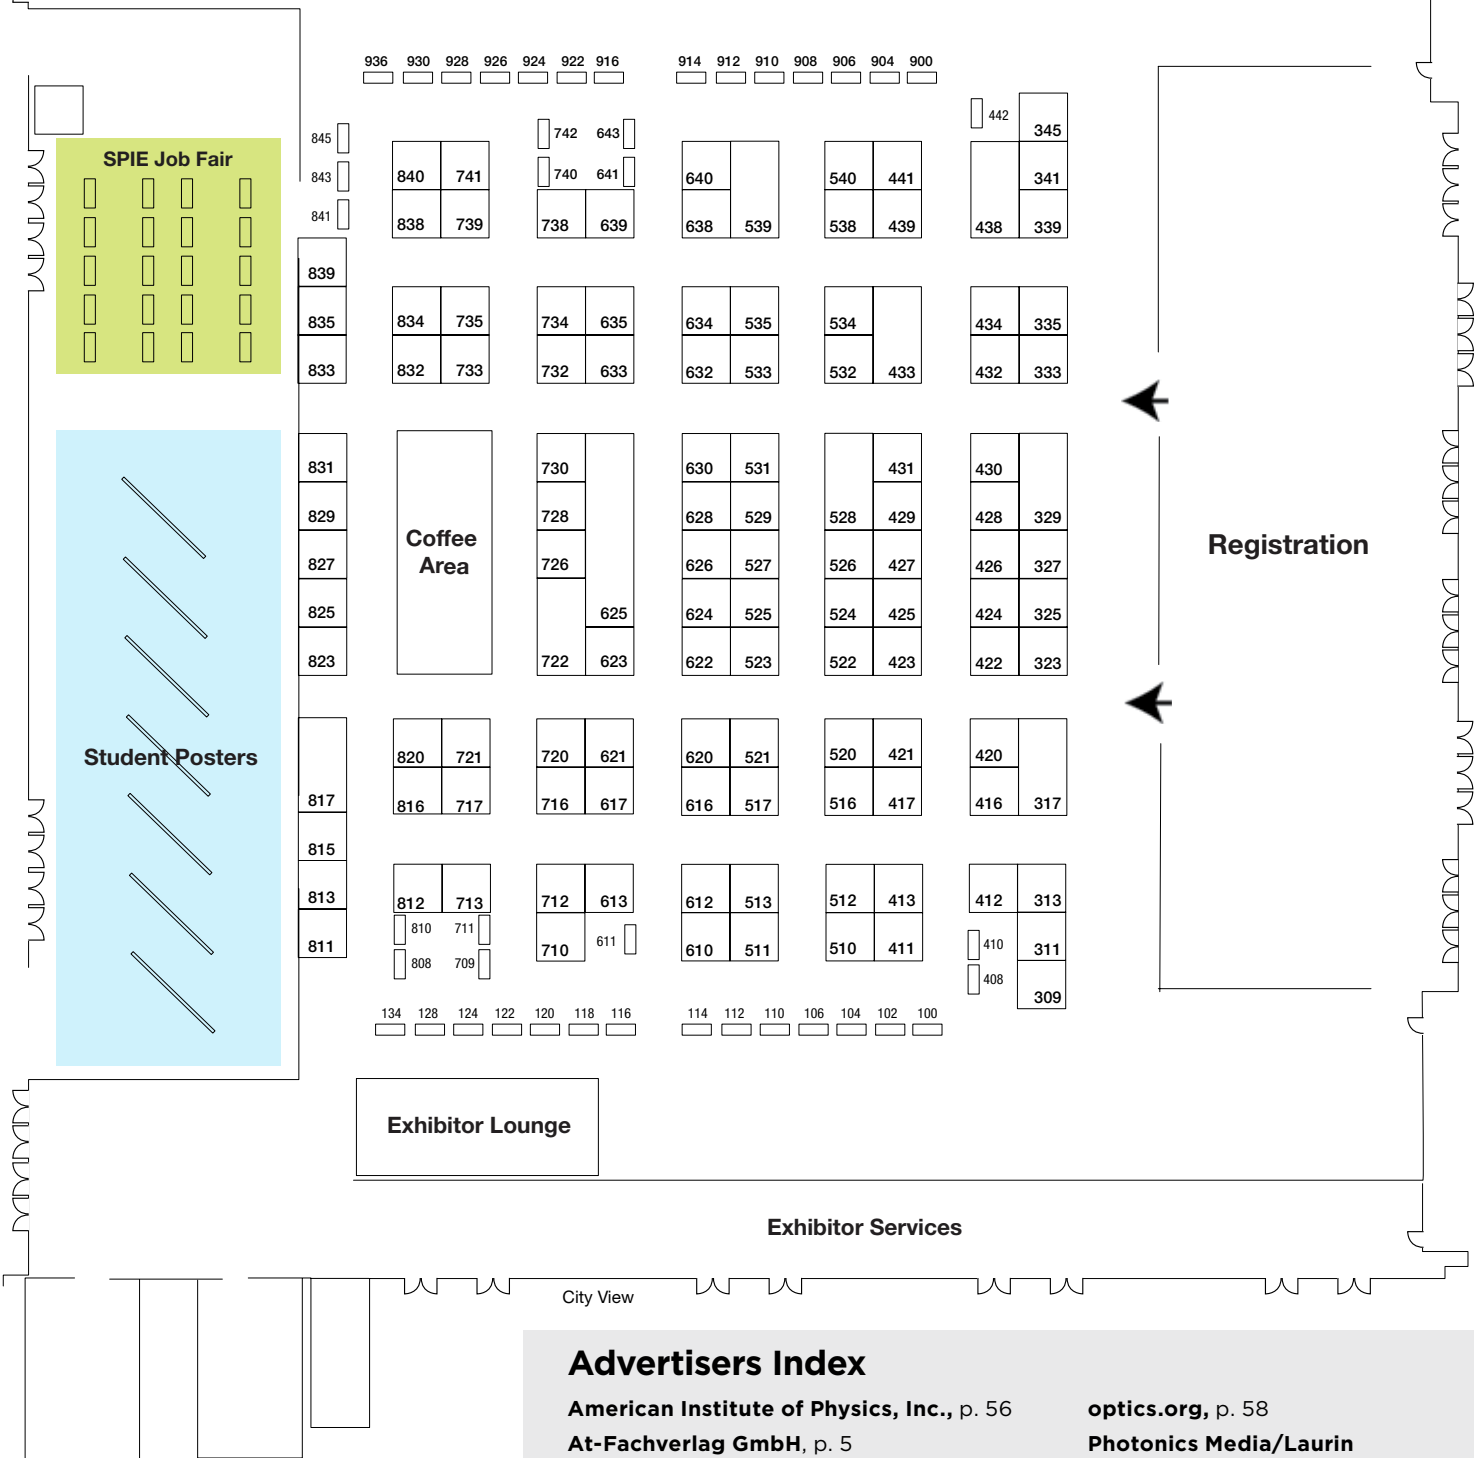 936 930 928 926 924 922 916 914 912 910 908 906 904 900
442 345
845 742 643
SPIE Job Fair
843 840 741 740 641 640 540 441 341
841 838 739 738 639 638 539 538 439 438 339
839
835 834 735 734 635 634 535 534 434 335
833 832 733 732 633 632 533 532 433 432 333
831 730 630 531 431 430
829 728 628 529 528 429 428 329
Coffee
Area
Registration
827 726 626 527 526 427 426 327
825 625 624 525 524 425 424 325
823 722 623 622 523 522 423 422 323
Student Posters
820 721 720 621 620 521 520 421 420
817 816 717 716 617 616 517 516 417 416 317
815
813 812 713 712 613 612 513 512 413 412 313
810 711
811 710 611 610 511 510 411 410 311
808 709 408
309
134 128 124 122 120 118 116 114 112 110 106 104 102 100
Exhibitor Lounge
Exhibitor Services
City View
Advertisers Index
American Institute of Physics, Inc., p. 56
At-Fachverlag GmbH, p. 5
optics.org, p. 58
Photonics Media/Laurin